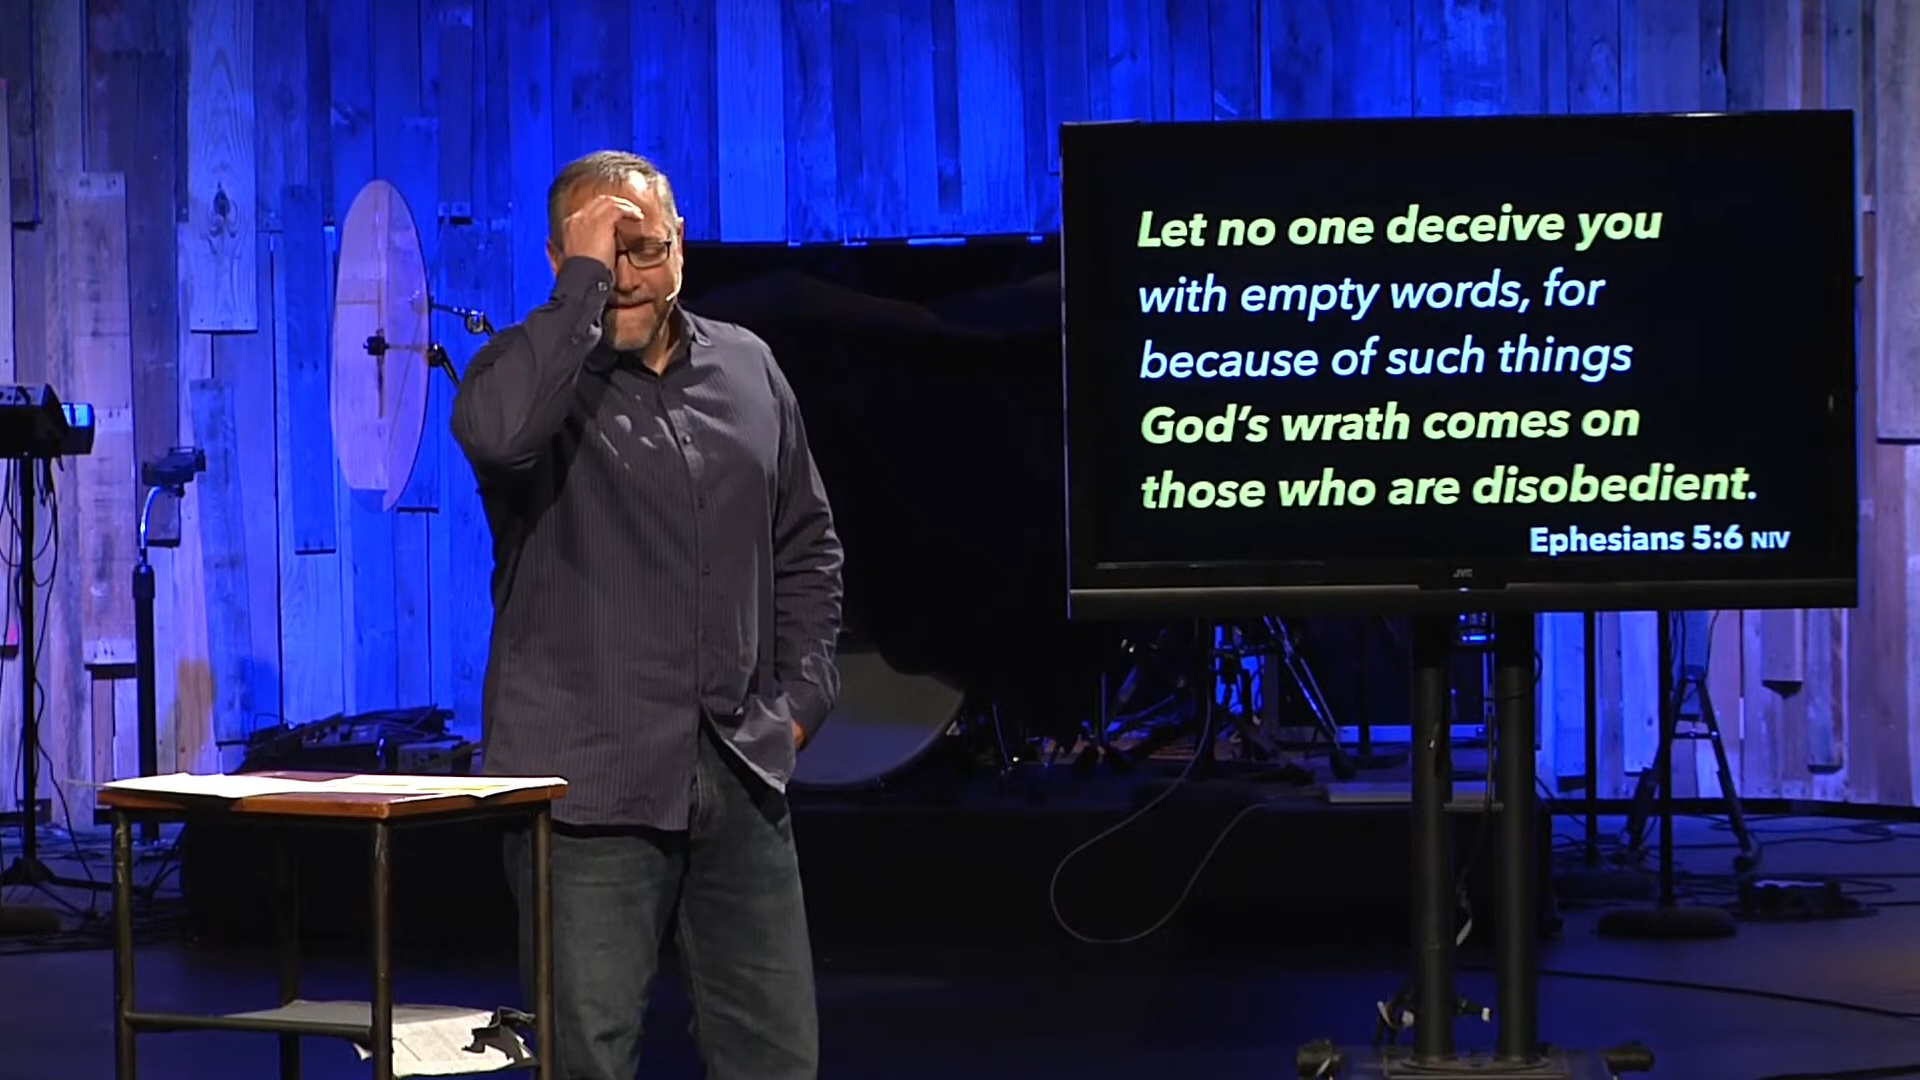 Let no one deceive you
with empty words, for
because of such things
God's wrath comes on
those who are disobedient.
Ephesians 5:6 NIV
JVC